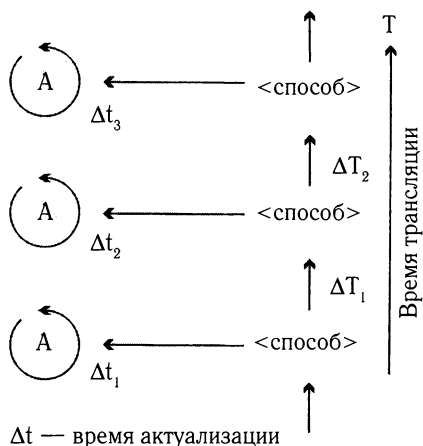 T
A
<способ>
Δt₃
ΔT₂
A
<способ>
Δt₂
ΔT₁
A
<способ>
Δt₁
Время трансляции
Δt — время актуализации